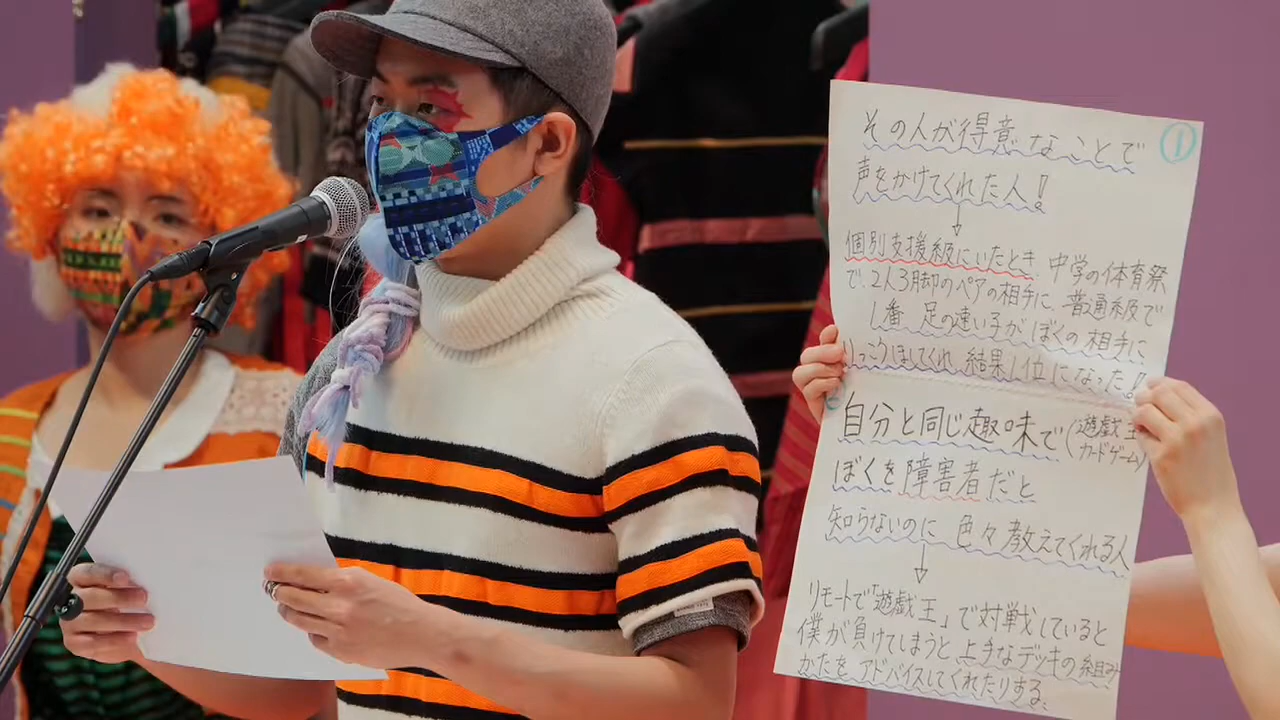 ①
その人が得意なことで
声をかけてくれた人!
↓
個別支援級にいたとき、中学の体育祭
で、2人3脚のペアの相手に、普通級で
1番 足の速い子が ぼくの 相手に
りっこうほしてくれ、結果1位になった!!
自分と同じ趣味で(遊戯王
カードゲーム)
ぼくを障害者だと
知らないのに 色々教えてくれる人
↓
リモートで「遊戯王」で対戦していると
僕が負けてしまうと上手なデッキの組み
かたを アドバイスしてくれたりする。